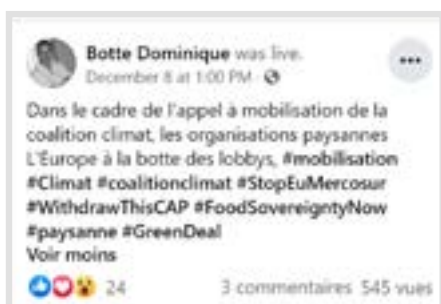 Botte Dominique was live.
December 8 at 1:00 PM
Dans le cadre de l'appel à mobilisation de la
coalition climat, les organisations paysannes
L'Europe à la botte des lobbys, #mobilisation
#Climat #coalitionclimat #StopEuMercosur
#WithdrawThisCAP #FoodSovereigntyNow
#paysanne #GreenDeal
Voir moins
24 3 commentaires 545 vues